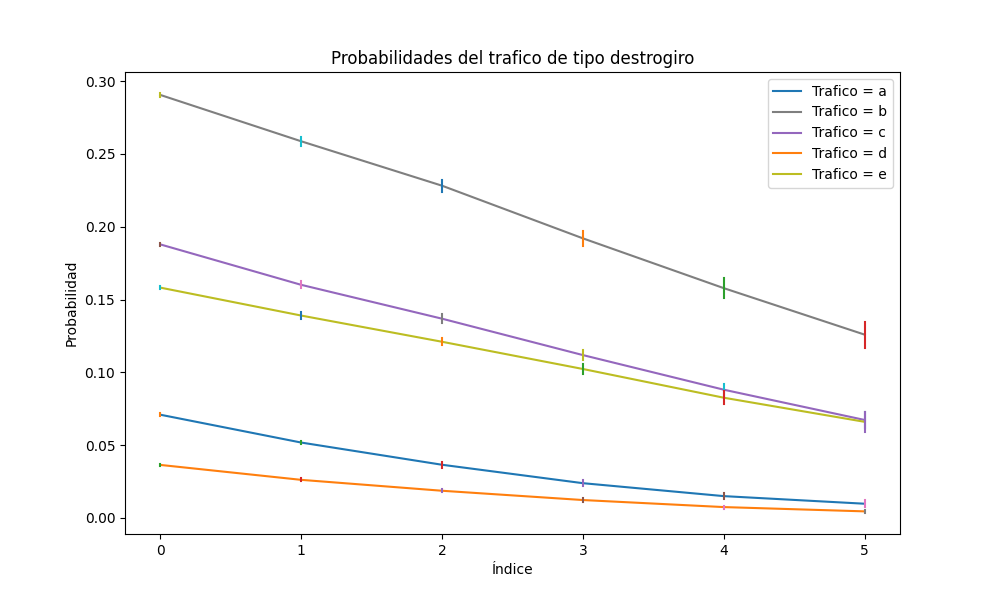 Probabilidades del trafico de tipo destrogiro
Trafico = a
Trafico = b
Trafico = c
Trafico = d
Trafico = e
0.30
0.25
0.20
0.15
0.10
0.05
0.00
Probabilidad
0 1 2 3 4 5
Índice